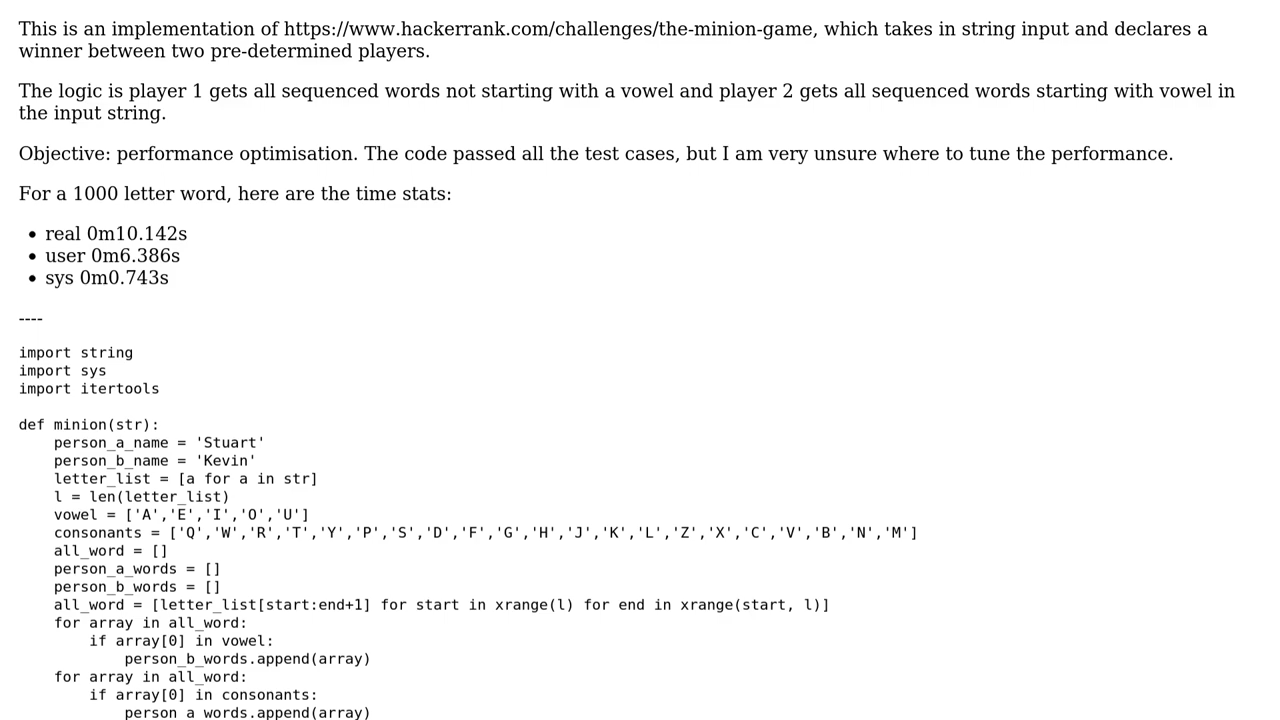 This is an implementation of https://www.hackerrank.com/challenges/the-minion-game, which takes in string input and declares a
winner between two pre-determined players.
The logic is player 1 gets all sequenced words not starting with a vowel and player 2 gets all sequenced words starting with vowel in
the input string.
Objective: performance optimisation. The code passed all the test cases, but I am very unsure where to tune the performance.
For a 1000 letter word, here are the time stats:
• real 0m10.142s
• user 0m6.386s
• sys 0m0.743s
----
import string
import sys
import itertools
def minion(str):
    person_a_name = 'Stuart'
    person_b_name = 'Kevin'
    letter_list = [a for a in str]
    l = len(letter_list)
    vowel = ['A','E','I','O','U']
    consonants = ['Q','W','R','T','Y','P','S','D','F','G','H','J','K','L','Z','X','C','V','B','N','M']
    all_word = []
    person_a_words = []
    person_b_words = []
    all_word = [letter_list[start:end+1] for start in xrange(l) for end in xrange(start, l)]
    for array in all_word:
        if array[0] in vowel:
            person_b_words.append(array)
    for array in all_word:
        if array[0] in consonants:
            person_a_words.append(array)